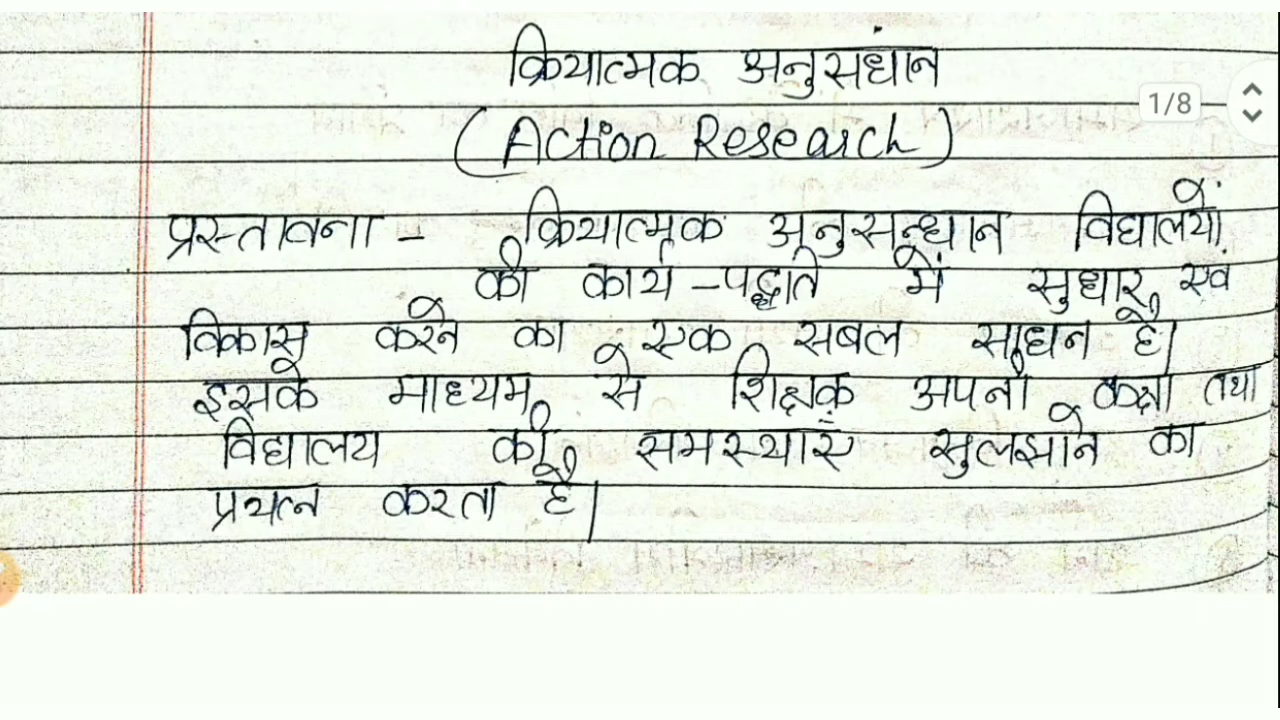 क्रियात्मक अनुसंधान
1/8
(Action Research)
प्रस्तावना - क्रियात्मक अनुसन्धान विद्यालयों
की कार्य-पद्धति में सुधार एवं
विकास करने का एक सबल साधन है।
इसके माध्यम से शिक्षक अपनी कक्षा तथा
विद्यालय की समस्याएं सुलझाने का
प्रयत्न करता है।